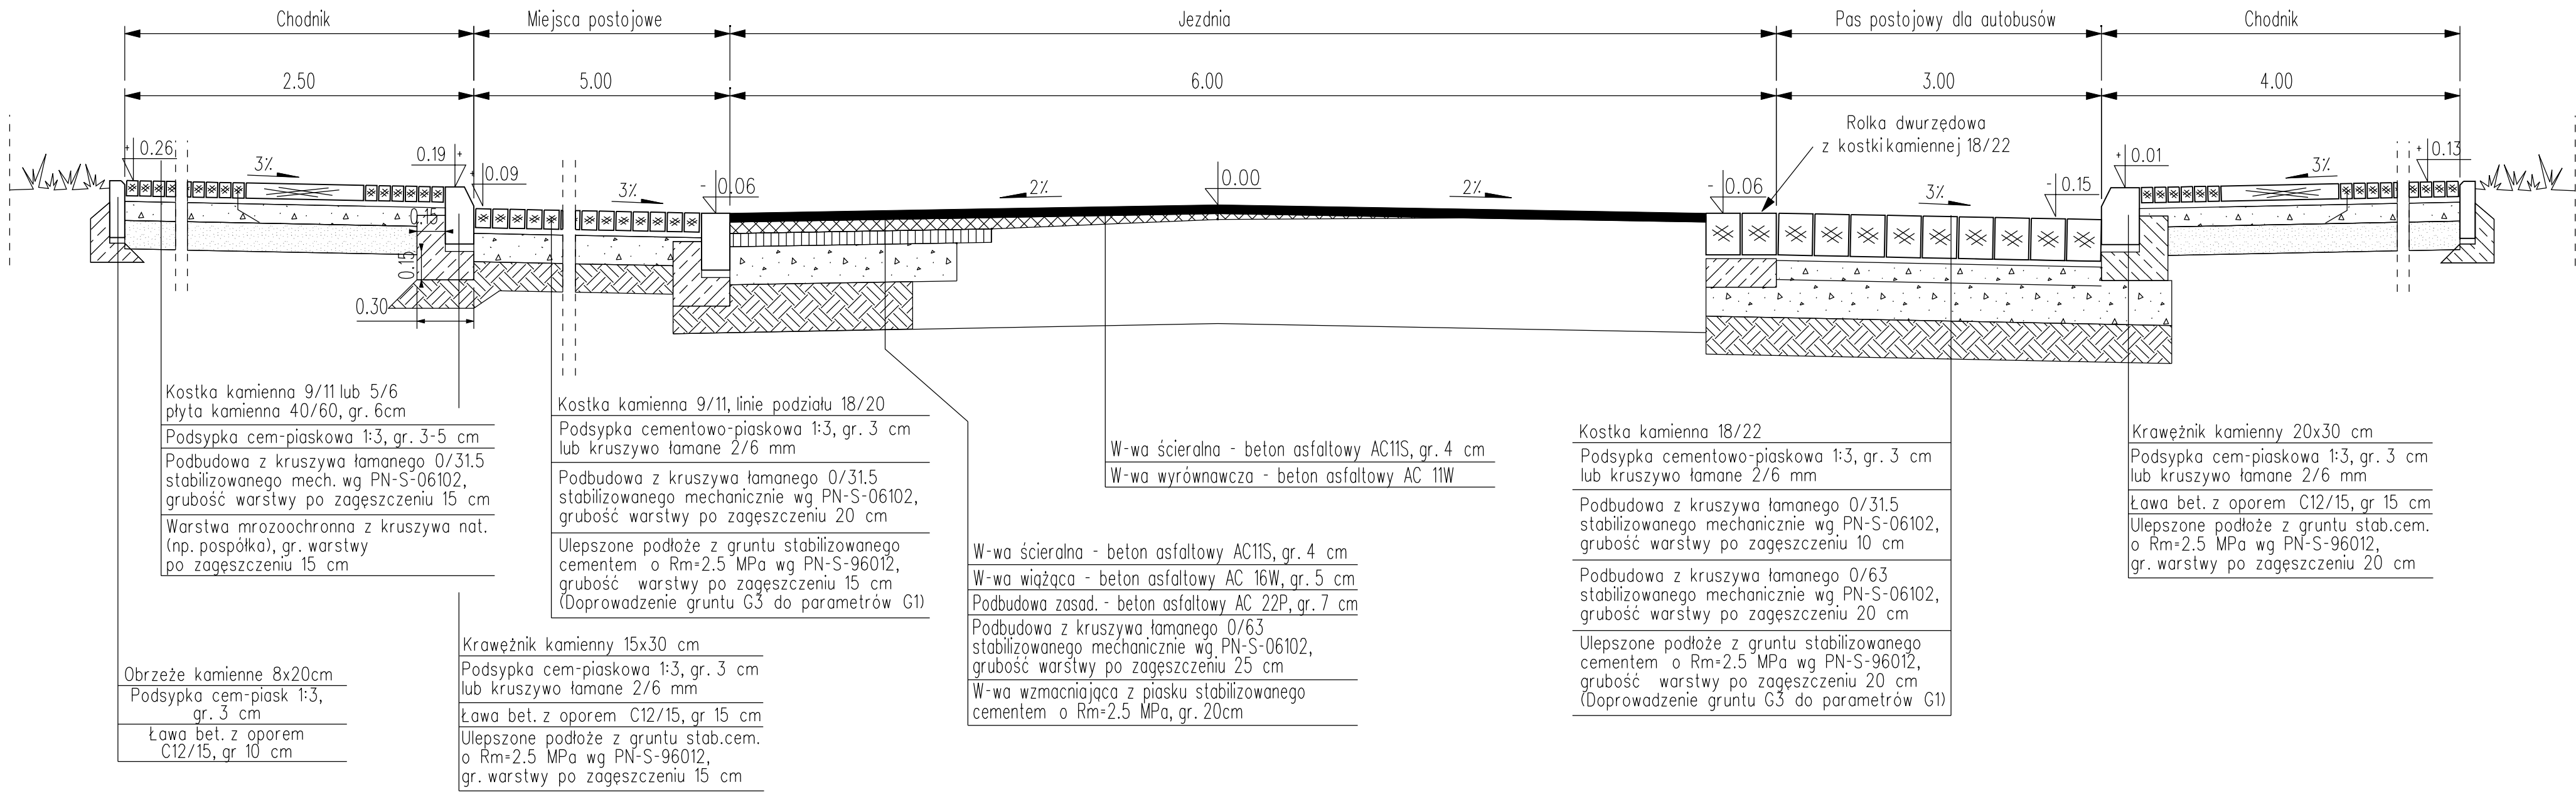 Chodnik
Miejsca postojowe
Jezdnia
Pas postojowy dla autobusów
Chodnik
2.50
5.00
6.00
3.00
4.00
Rolka dwurzędowa
z kostki kamiennej 18/22
+ 0.26
3%
0.19 +
+ 0.09
3%
- 0.06
2%
0.00
2%
- 0.06
3%
- 0.15
+ 0.01
3%
+ 0.13
0.15
0.15
0.30
Kostka kamienna 9/11 lub 5/6
płyta kamienna 40/60, gr. 6cm
Podsypka cem-piaskowa 1:3, gr. 3-5 cm
Podbudowa z kruszywa łamanego 0/31.5
stabilizowanego mech. wg PN-S-06102,
grubość warstwy po zagęszczeniu 15 cm
Warstwa mrozoochronna z kruszywa nat.
(np. pospółka), gr. warstwy
po zagęszczeniu 15 cm
Obrzeże kamienne 8x20cm
Podsypka cem-piask 1:3,
gr. 3 cm
Ława bet. z oporem
C12/15, gr 10 cm
Krawężnik kamienny 15x30 cm
Podsypka cem-piaskowa 1:3, gr. 3 cm
lub kruszywo łamane 2/6 mm
Ława bet. z oporem C12/15, gr 15 cm
Ulepszone podłoże z gruntu stab.cem.
o Rm=2.5 MPa wg PN-S-96012,
gr. warstwy po zagęszczeniu 15 cm
Kostka kamienna 9/11, linie podziału 18/20
Podsypka cementowo-piaskowa 1:3, gr. 3 cm
lub kruszywo łamane 2/6 mm
Podbudowa z kruszywa łamanego 0/31.5
stabilizowanego mechanicznie wg PN-S-06102,
grubość warstwy po zagęszczeniu 20 cm
Ulepszone podłoże z gruntu stabilizowanego
cementem o Rm=2.5 MPa wg PN-S-96012,
grubość warstwy po zagęszczeniu 15 cm
(Doprowadzenie gruntu G3 do parametrów G1)
W-wa ścieralna - beton asfaltowy AC11S, gr. 4 cm
W-wa wyrównawcza - beton asfaltowy AC 11W
W-wa ścieralna - beton asfaltowy AC11S, gr. 4 cm
W-wa wiążąca - beton asfaltowy AC 16W, gr. 5 cm
Podbudowa zasad. - beton asfaltowy AC 22P, gr. 7 cm
Podbudowa z kruszywa łamanego 0/63
stabilizowanego mechanicznie wg PN-S-06102,
grubość warstwy po zagęszczeniu 25 cm
W-wa wzmacniająca z piasku stabilizowanego
cementem o Rm=2.5 MPa, gr. 20cm
Kostka kamienna 18/22
Podsypka cementowo-piaskowa 1:3, gr. 3 cm
lub kruszywo łamane 2/6 mm
Podbudowa z kruszywa łamanego 0/31.5
stabilizowanego mechanicznie wg PN-S-06102,
grubość warstwy po zagęszczeniu 10 cm
Podbudowa z kruszywa łamanego 0/63
stabilizowanego mechanicznie wg PN-S-06102,
grubość warstwy po zagęszczeniu 20 cm
Ulepszone podłoże z gruntu stabilizowanego
cementem o Rm=2.5 MPa wg PN-S-96012,
grubość warstwy po zagęszczeniu 20 cm
(Doprowadzenie gruntu G3 do parametrów G1)
Krawężnik kamienny 20x30 cm
Podsypka cem-piaskowa 1:3, gr. 3 cm
lub kruszywo łamane 2/6 mm
Ława bet. z oporem C12/15, gr 15 cm
Ulepszone podłoże z gruntu stab.cem.
o Rm=2.5 MPa wg PN-S-96012,
gr. warstwy po zagęszczeniu 20 cm